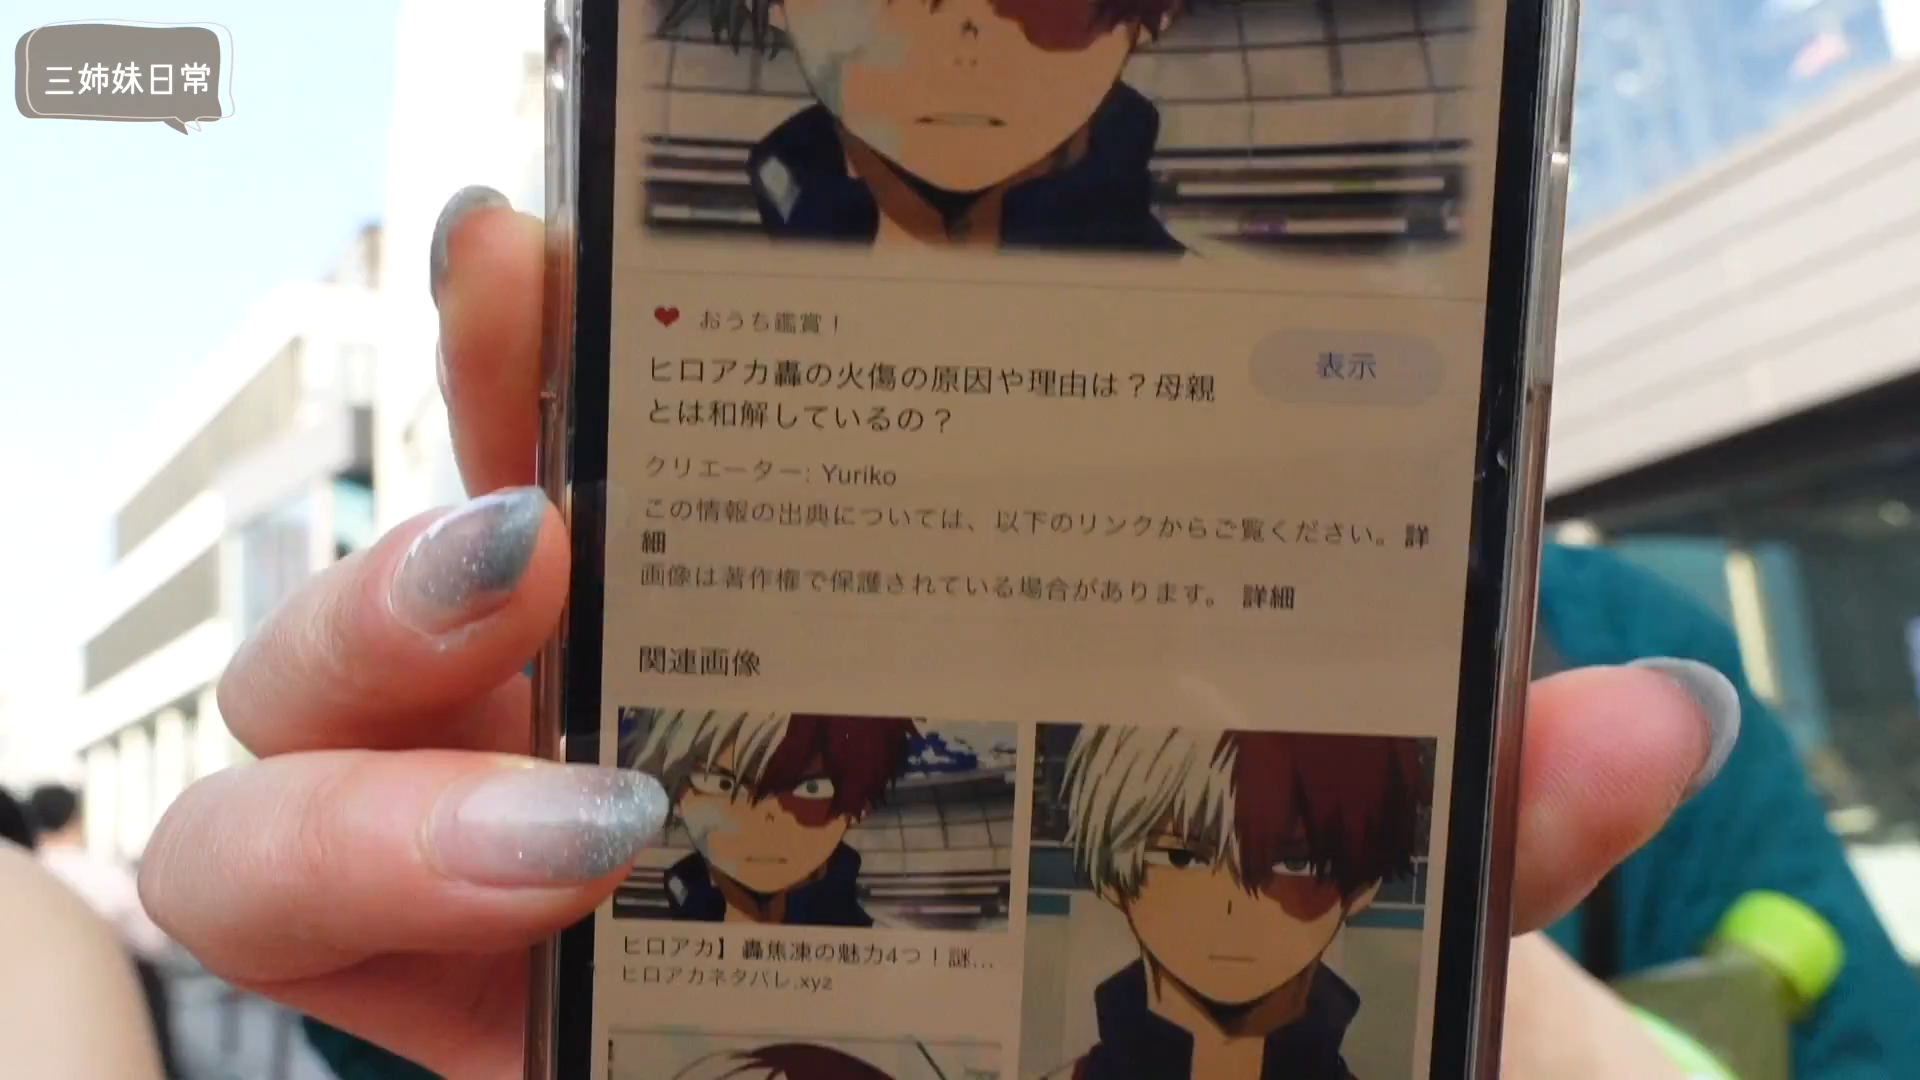 三姉妹日常
おうち鑑賞！
表示
ヒロアカ轟の火傷の原因や理由は？母親
とは和解しているの？
クリエーター: Yuriko
この情報の出典については、以下のリンクからご覧ください。詳
細
画像は著作権で保護されている場合があります。 詳細
関連画像
ヒロアカ】轟焦凍の魅力4つ！謎...
ヒロアカネタバレ.xyz